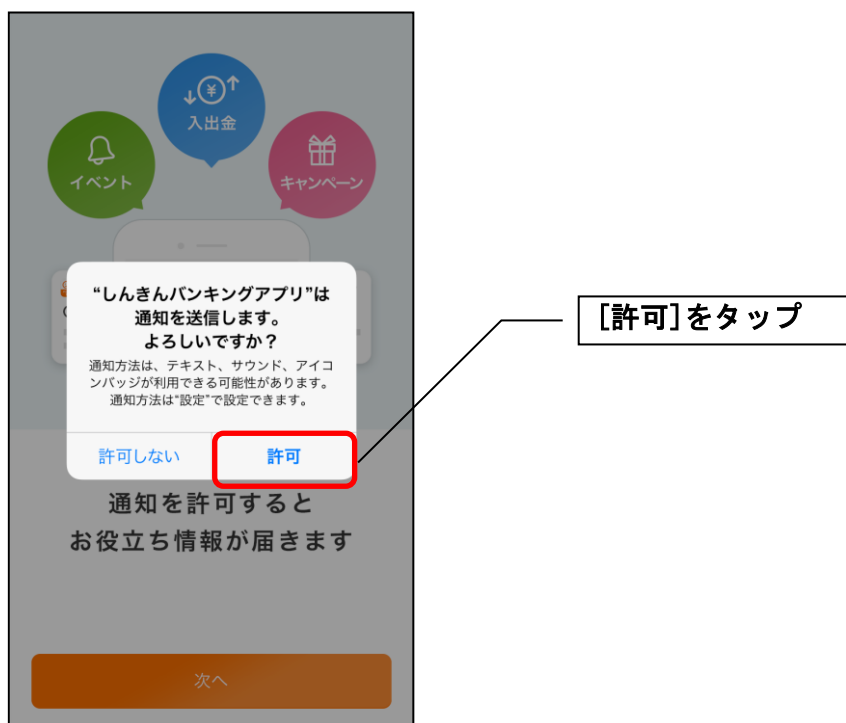 入出金
イベント
キャンペーン
“しんきんバンキングアプリ”は
通知を送信します。
よろしいですか？
通知方法は、テキスト、サウンド、アイコ
ンバッジが利用できる可能性があります。
通知方法は“設定”で設定できます。
許可しない
許可
[許可]をタップ
通知を許可すると
お役立ち情報が届きます
次へ